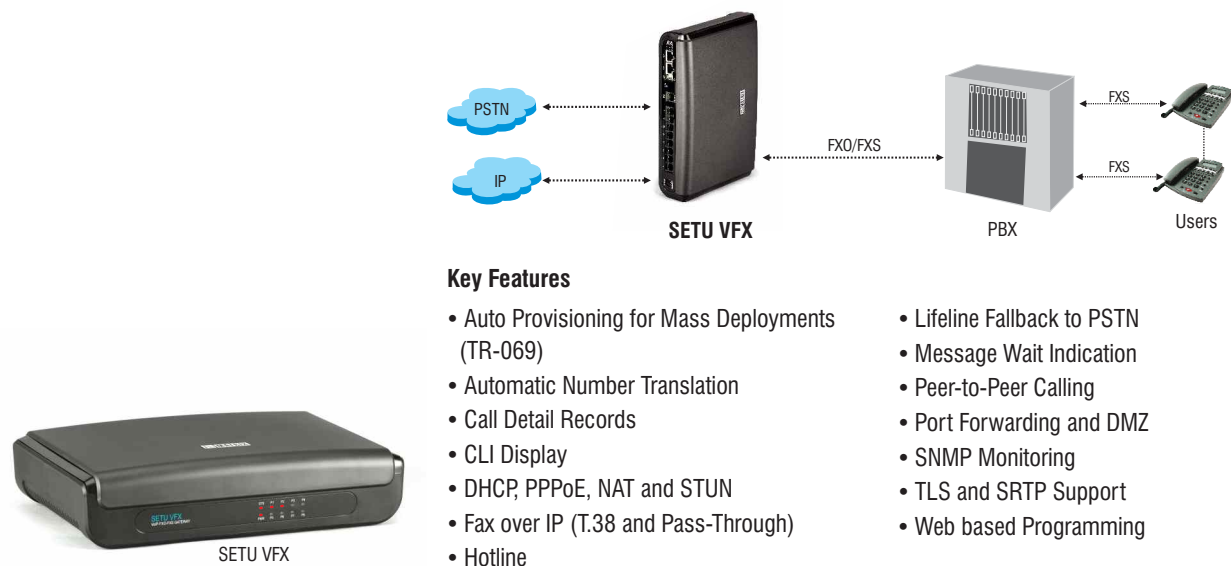 PSTN
IP
FXO/FXS
FXS
FXS
SETU VFX
PBX
Users
Key Features
• Auto Provisioning for Mass Deployments
(TR-069)
• Automatic Number Translation
• Call Detail Records
• CLI Display
• DHCP, PPPoE, NAT and STUN
• Fax over IP (T.38 and Pass-Through)
• Hotline
• Lifeline Fallback to PSTN
• Message Wait Indication
• Peer-to-Peer Calling
• Port Forwarding and DMZ
• SNMP Monitoring
• TLS and SRTP Support
• Web based Programming
SETU VFX
SETU VFX